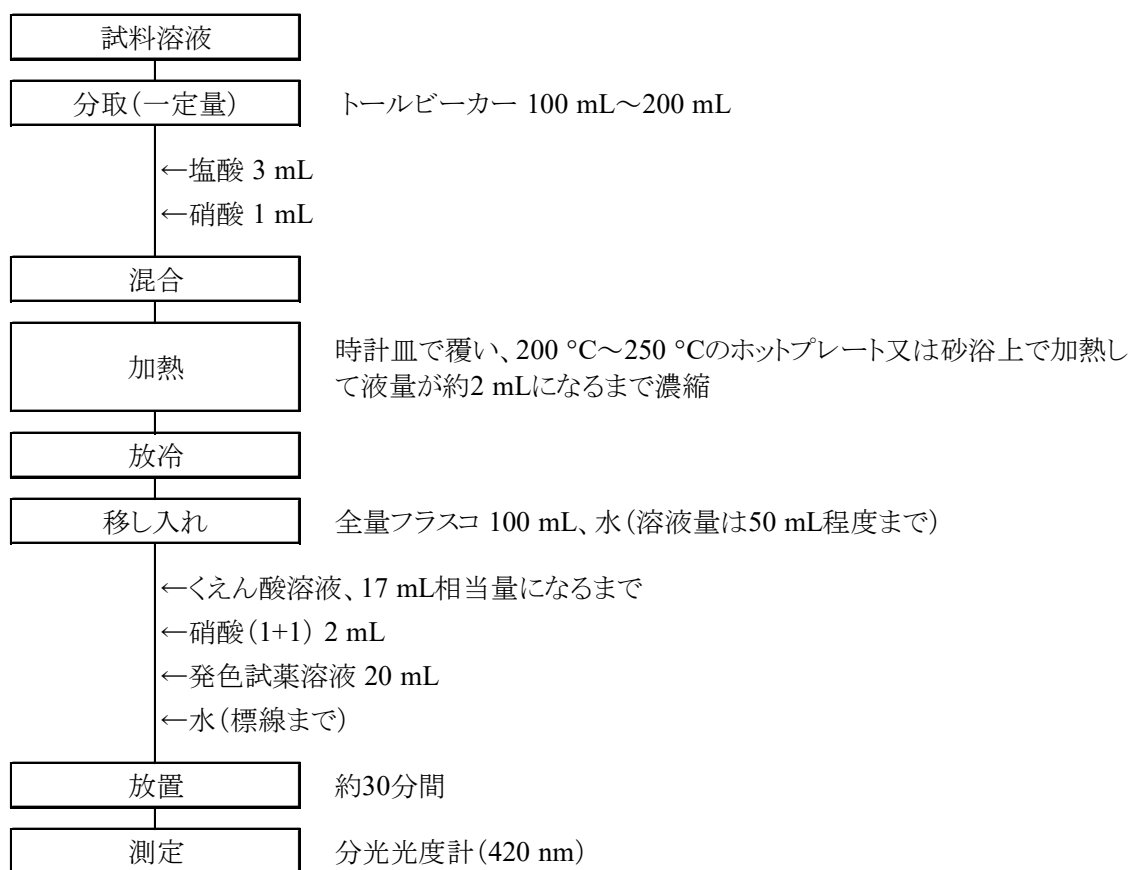 試料溶液
分取（一定量） トールビーカー 100 mL～200 mL
←塩酸 3 mL
←硝酸 1 mL
混合
加熱 時計皿で覆い、200 °C～250 °Cのホットプレート又は砂浴上で加熱し
て液量が約2 mLになるまで濃縮
放冷
移し入れ 全量フラスコ 100 mL、水（溶液量は50 mL程度まで）
←くえん酸溶液、17 mL相当量になるまで
←硝酸（1+1） 2 mL
←発色試薬溶液 20 mL
←水（標線まで）
放置 約30分間
測定 分光光度計（420 nm）